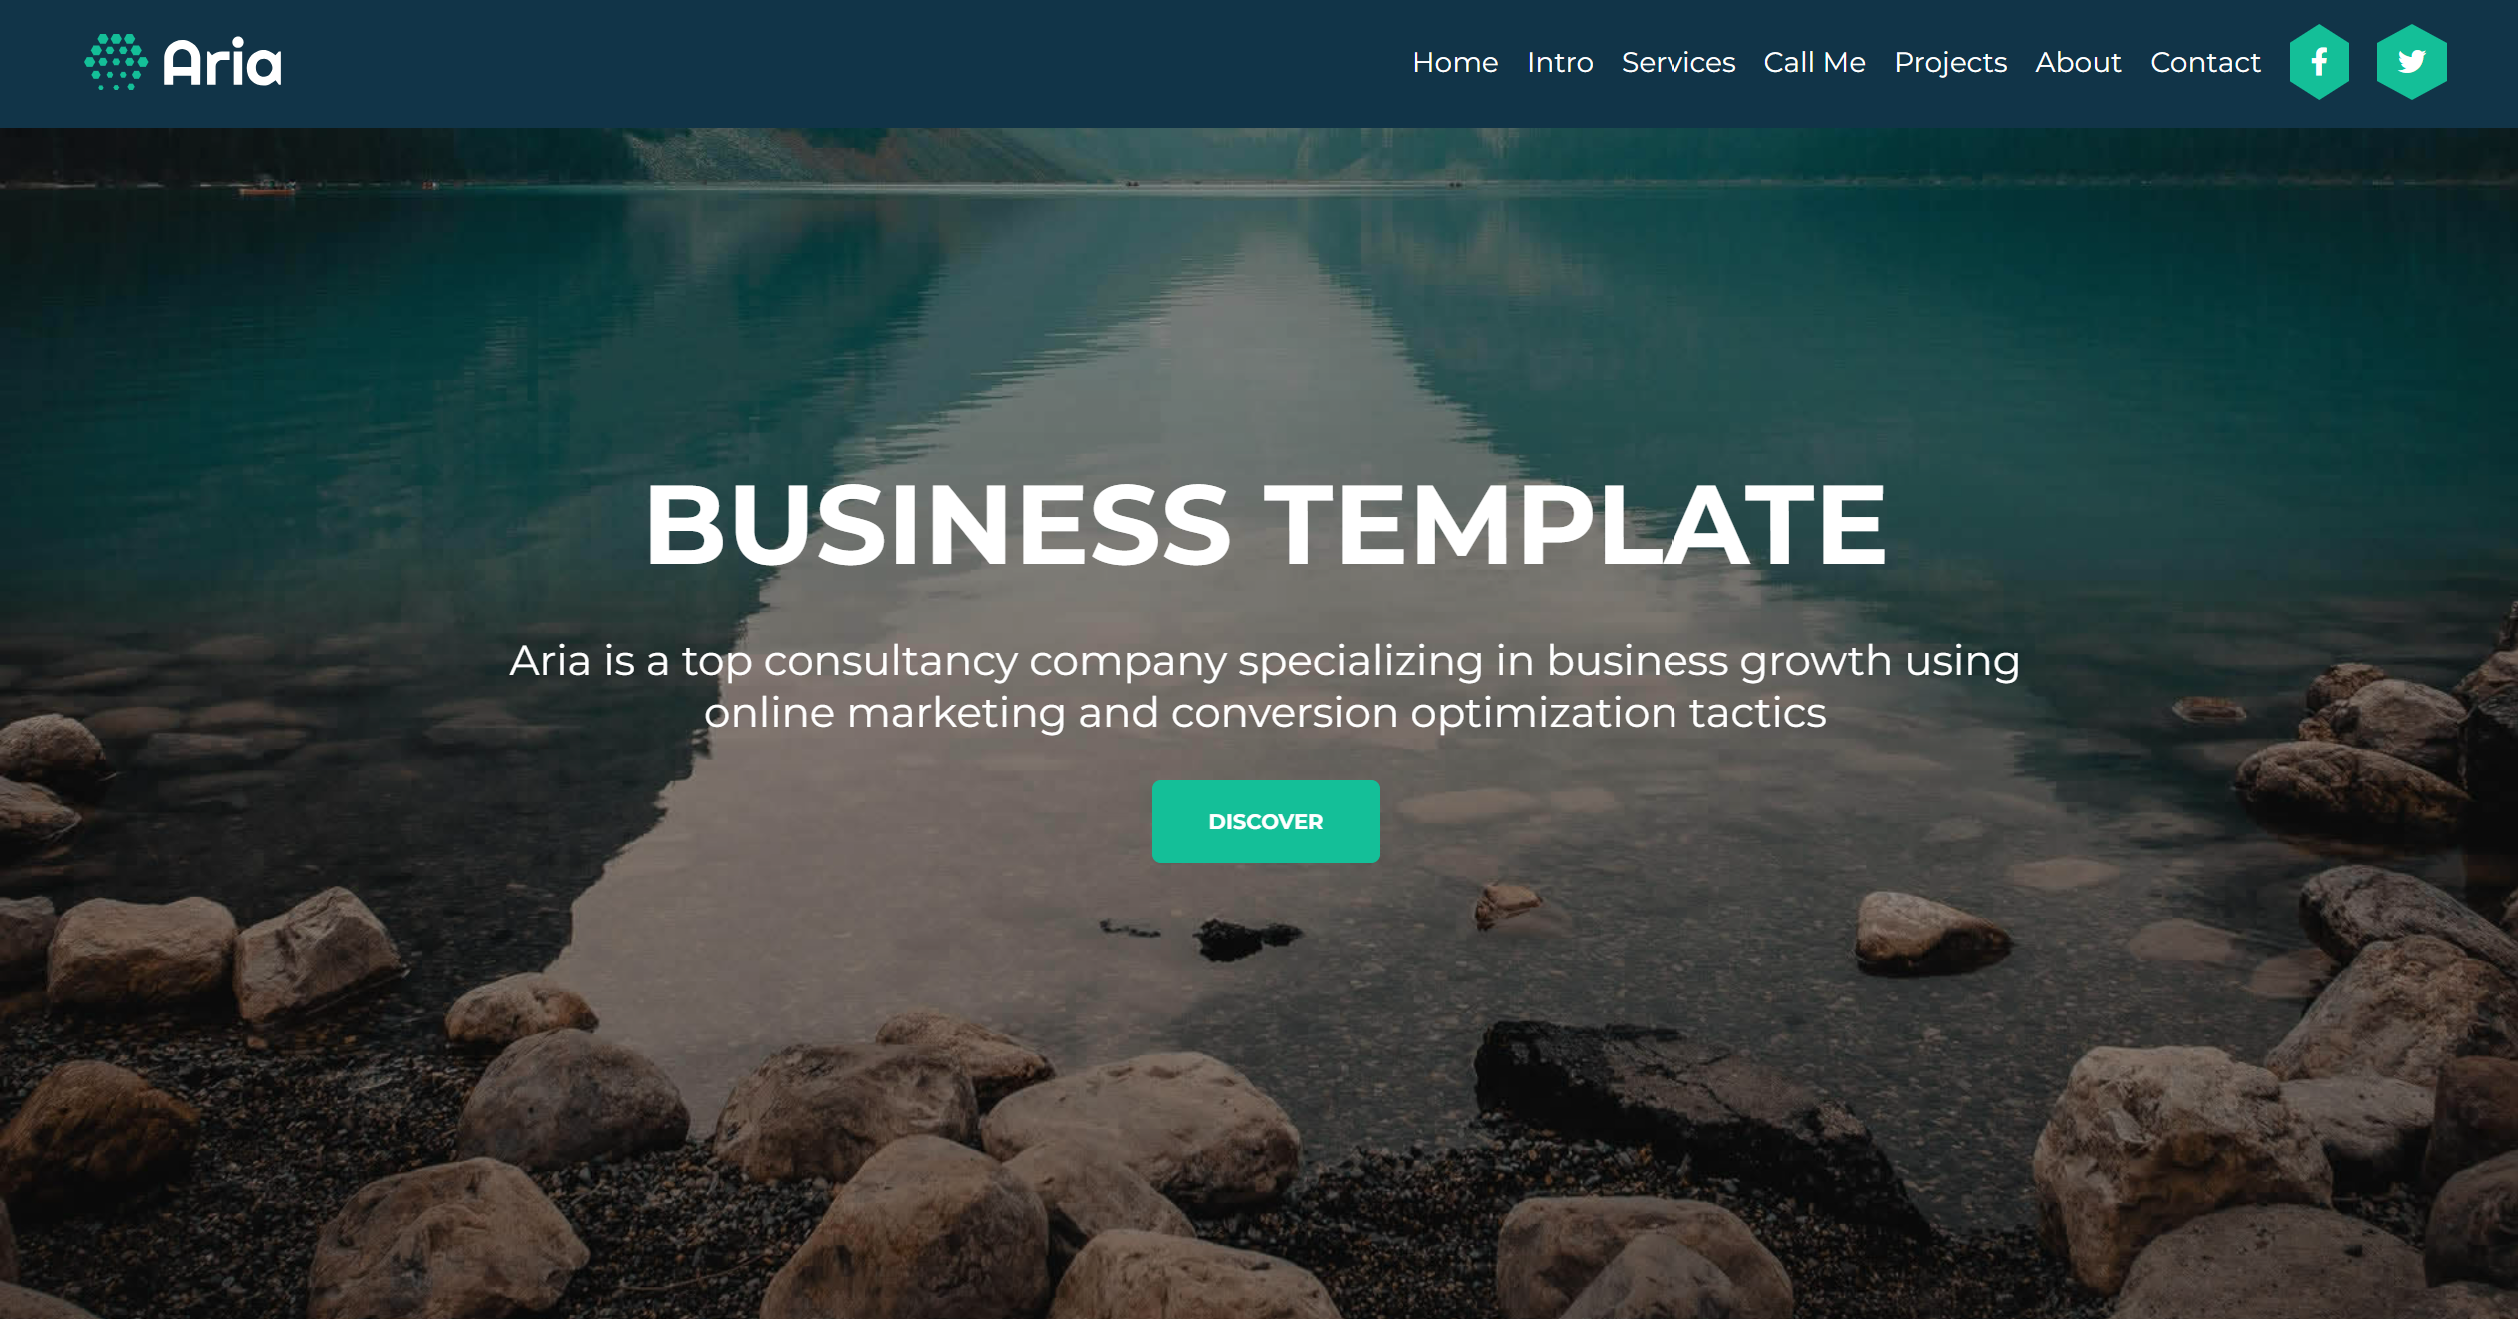 Aria
Home Intro Services Call Me Projects About Contact
BUSINESS TEMPLATE
Aria is a top consultancy company specializing in business growth using
online marketing and conversion optimization tactics
DISCOVER